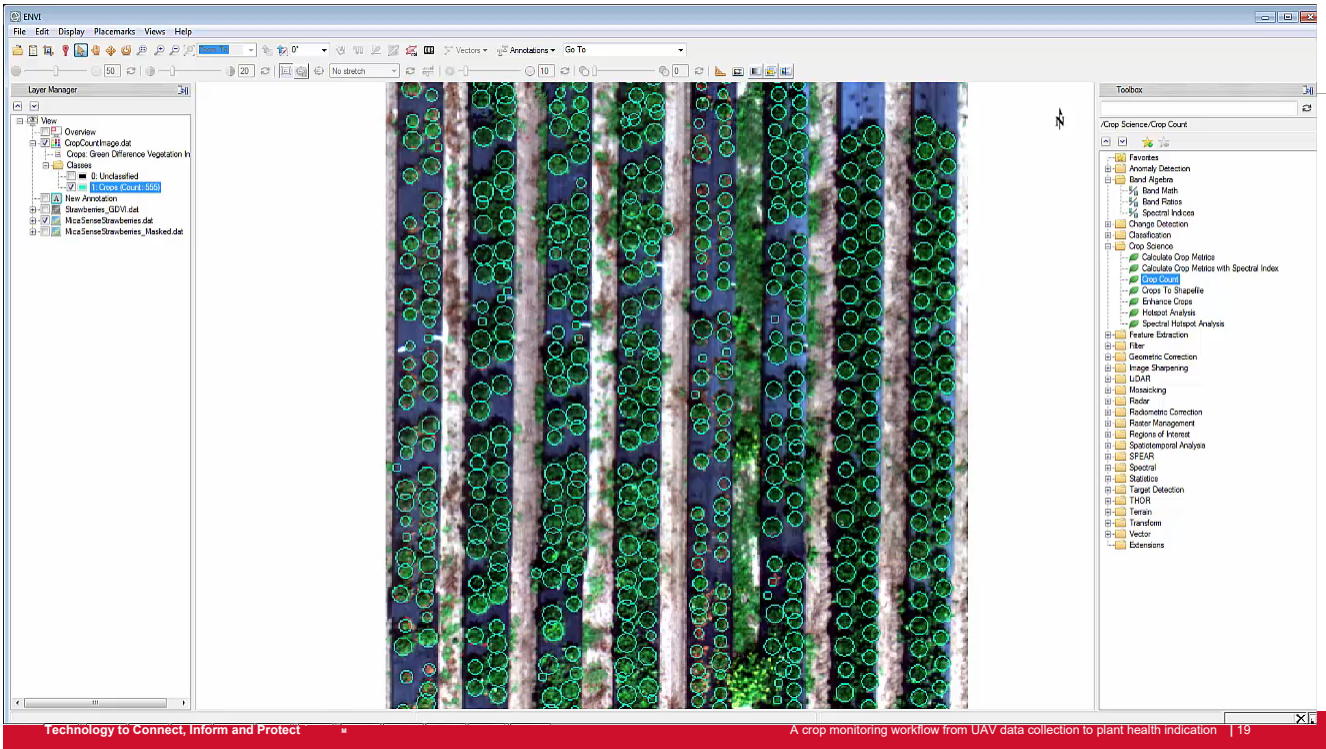 ENVI
File Edit Display Placemarks Views Help
0° Vectors Annotations Go To
50 20 No stretch 10 0
Layer Manager
View
Overview
CropCountImage.dat
Crops: Green Difference Vegetation In
Classes
0: Unclassified
1: Crops (Count: 555)
New Annotation
Strawberries_GDVI.dat
MicaSenseStrawberries.dat
MicaSenseStrawberries_Masked.dat
N
Toolbox
/Crop Science/Crop Count
Favorites
Anomaly Detection
Band Algebra
Band Math
Band Ratios
Spectral Indices
Change Detection
Classification
Crop Science
Calculate Crop Metrics
Calculate Crop Metrics with Spectral Index
Crop Count
Crops To Shapefile
Enhance Crops
Hotspot Analysis
Spectral Hotspot Analysis
Feature Extraction
Filter
Geometric Correction
Image Sharpening
LiDAR
Mosaicking
Radar
Radiometric Correction
Raster Management
Regions of Interest
Spatiotemporal Analysis
SPEAR
Spectral
Statistics
Target Detection
THOR
Terrain
Transform
Vector
Extensions
Technology to Connect, Inform and Protect
A crop monitoring workflow from UAV data collection to plant health indication | 19